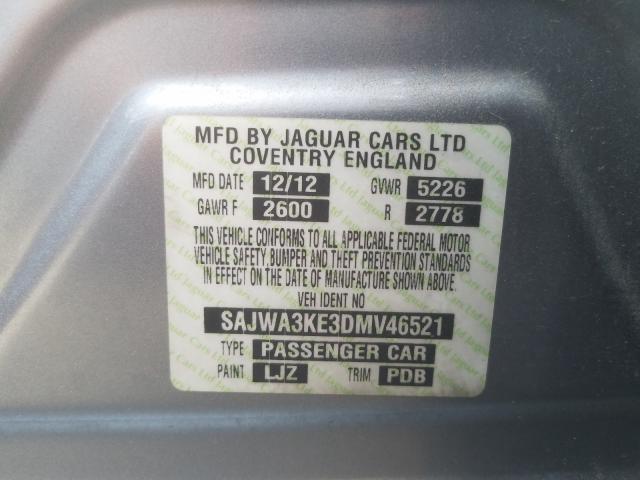 MFD BY JAGUAR CARS LTD
COVENTRY ENGLAND
MFD DATE 12/12 GVWR 5226
GAWR F 2600 R 2778
THIS VEHICLE CONFORMS TO ALL APPLICABLE FEDERAL MOTOR
VEHICLE SAFETY, BUMPER AND THEFT PREVENTION STANDARDS
IN EFFECT ON THE DATE OF MANUFACTURE SHOWN ABOVE.
VEH IDENT NO
SAJWA3KE3DMV46521
TYPE PASSENGER CAR
PAINT LJZ TRIM PDB